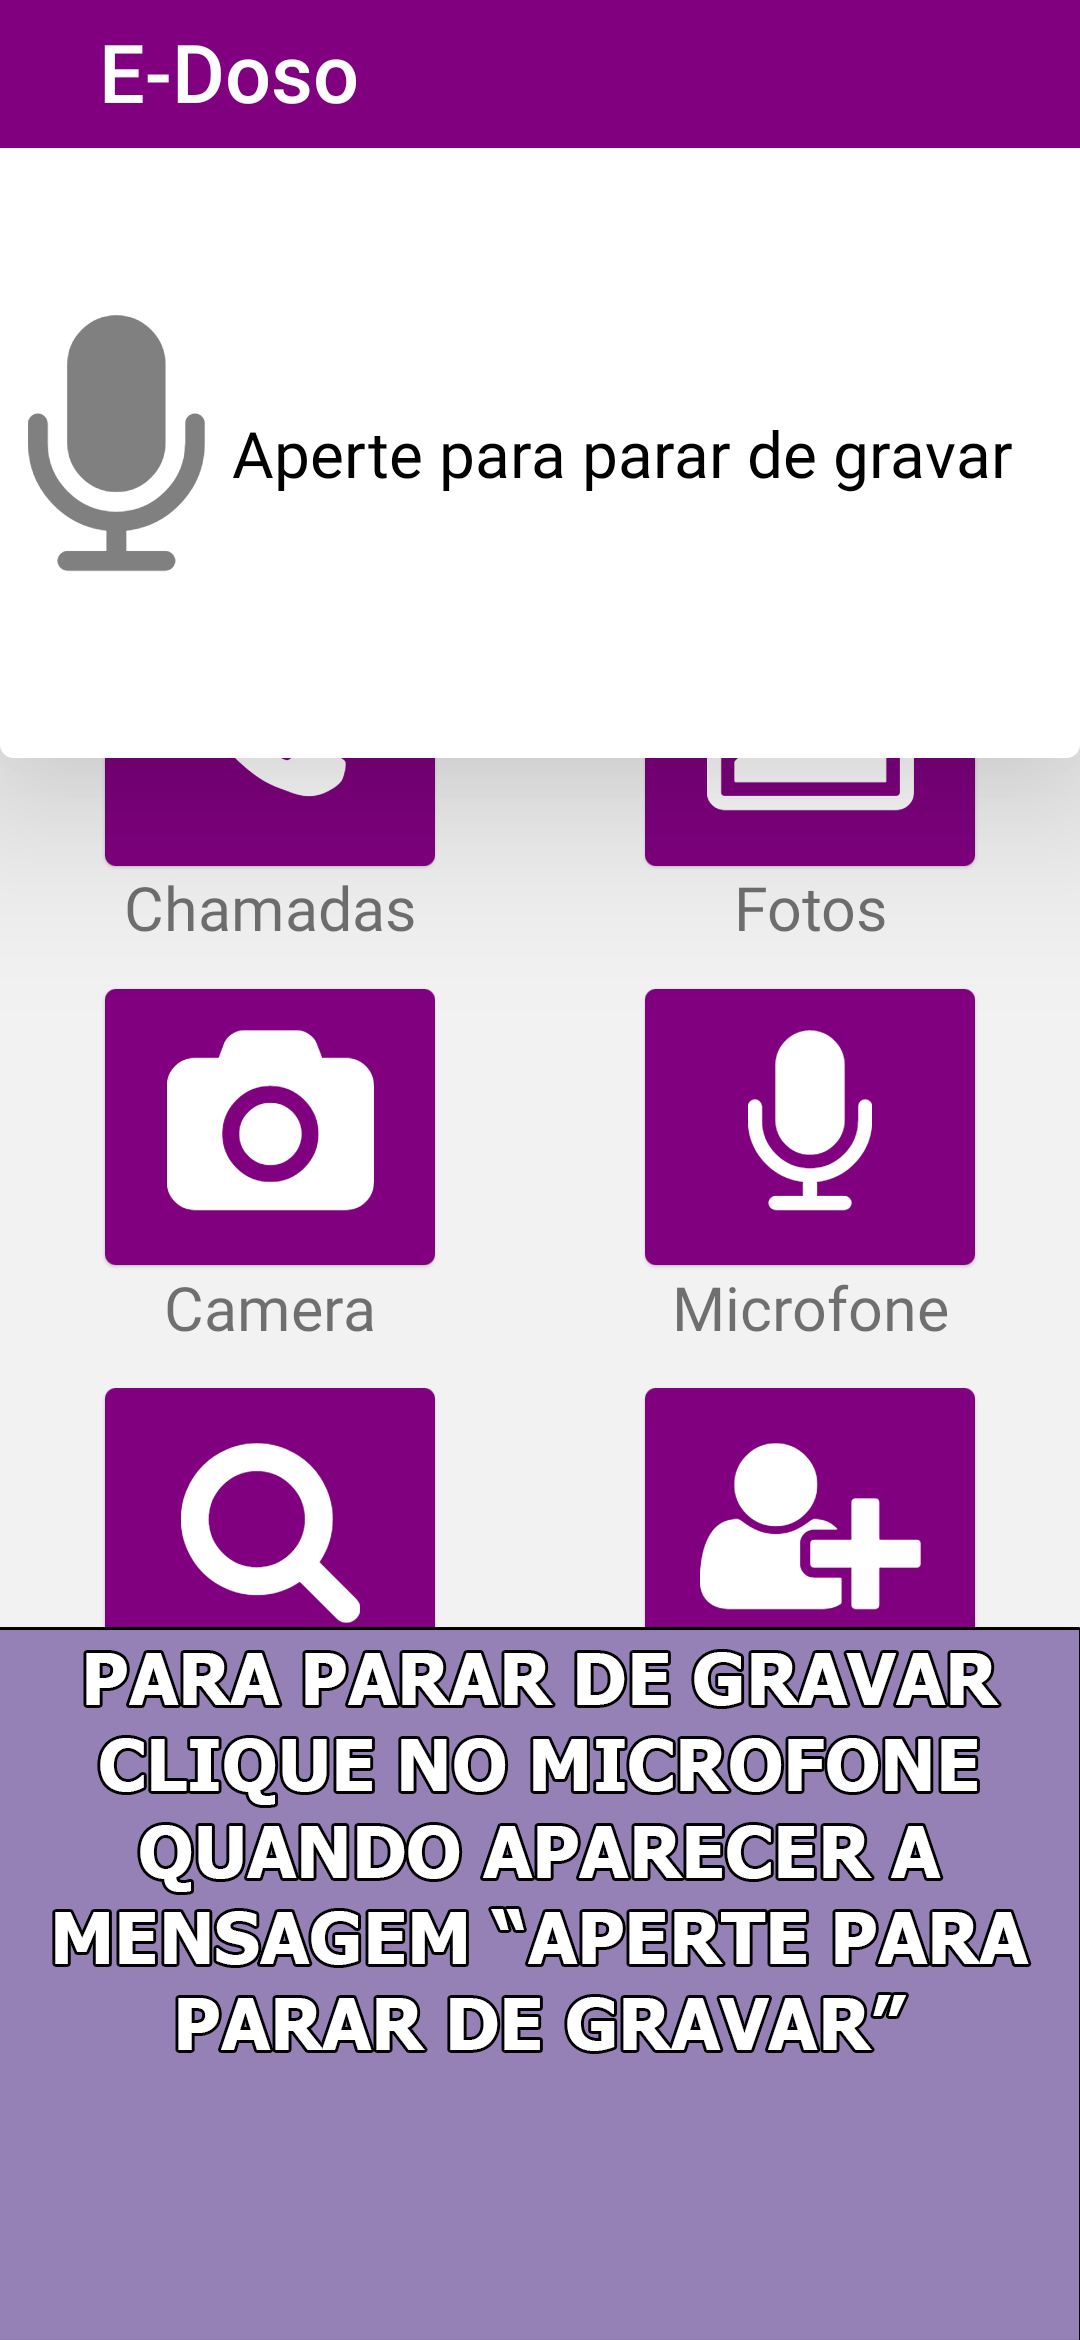 E-Doso
Aperte para parar de gravar
Chamadas
Fotos
Camera
Microfone
PARA PARAR DE GRAVAR
CLIQUE NO MICROFONE
QUANDO APARECER A
MENSAGEM “APERTE PARA
PARAR DE GRAVAR”